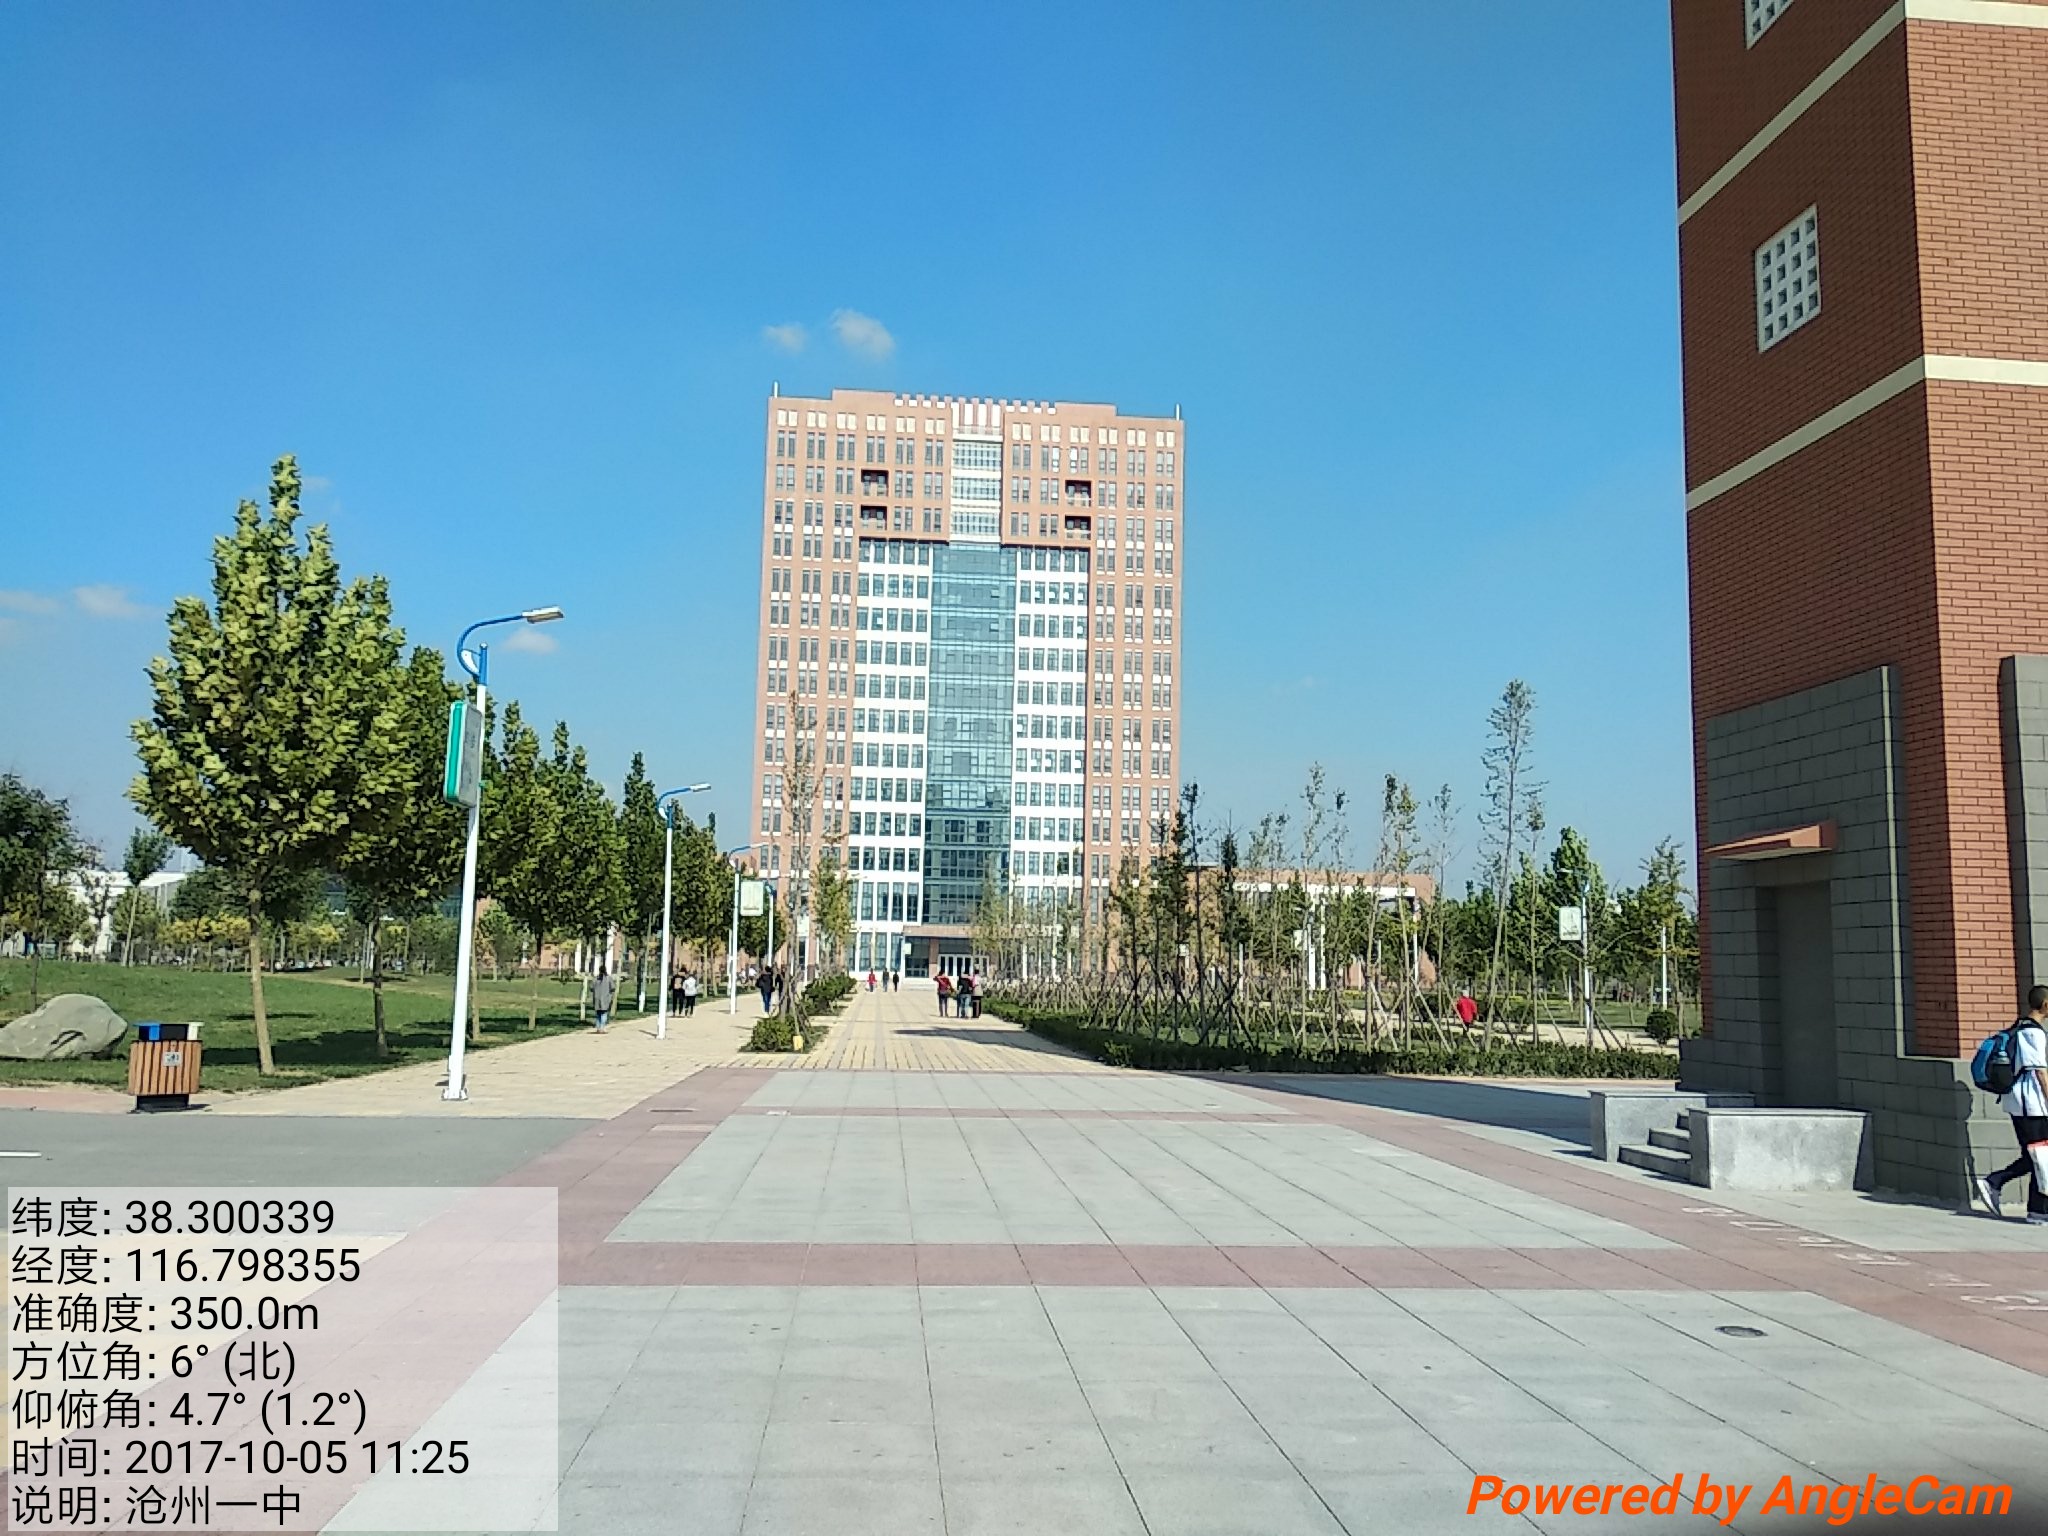 纬度: 38.300339
经度: 116.798355
准确度: 350.0m
方位角: 6° (北)
仰俯角: 4.7° (1.2°)
时间: 2017-10-05 11:25
说明: 沧州一中
Powered by AngleCam